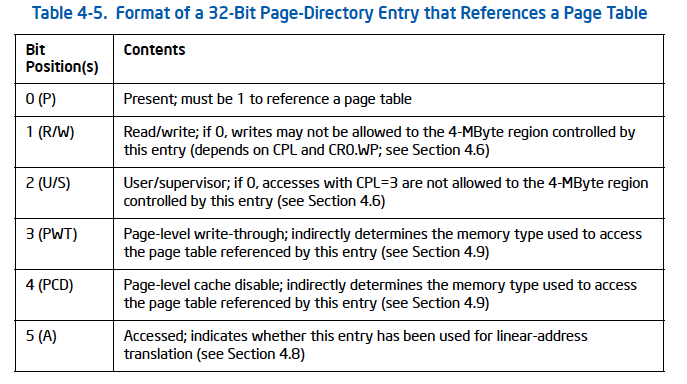 Table 4-5. Format of a 32-Bit Page-Directory Entry that References a Page Table
Bit
Position(s)
Contents
0 (P)
Present; must be 1 to reference a page table
1 (R/W)
Read/write; if 0, writes may not be allowed to the 4-MByte region controlled by
this entry (depends on CPL and CR0.WP; see Section 4.6)
2 (U/S)
User/supervisor; if 0, accesses with CPL=3 are not allowed to the 4-MByte region
controlled by this entry (see Section 4.6)
3 (PWT)
Page-level write-through; indirectly determines the memory type used to access
the page table referenced by this entry (see Section 4.9)
4 (PCD)
Page-level cache disable; indirectly determines the memory type used to access
the page table referenced by this entry (see Section 4.9)
5 (A)
Accessed; indicates whether this entry has been used for linear-address
translation (see Section 4.8)